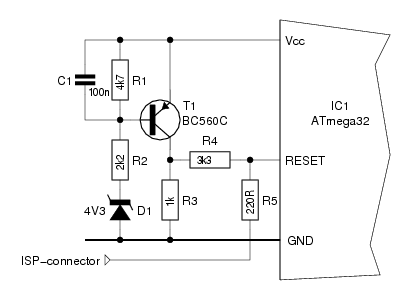 Vcc
C1
100n
4k7
R1
T1
BC560C
IC1
ATmega32
R4
3k3
RESET
2k2
R2
4V3
D1
1k
R3
220R
R5
GND
ISP-connector